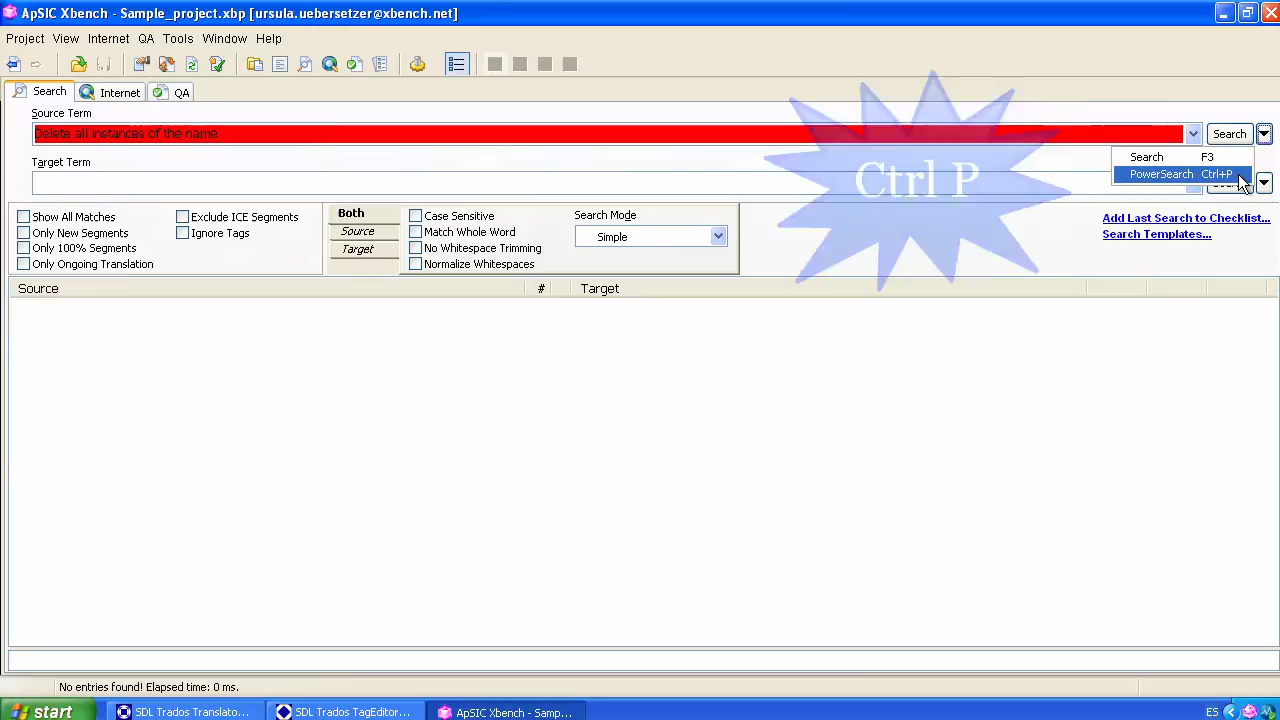 ApSIC Xbench - Sample_project.xbp [ursula.uebersetzer@xbench.net]
Project View Internet QA Tools Window Help
Search Internet QA
Source Term
Delete all instances of the name
Search
Search F3
Target Term
Ctrl P
PowerSearch Ctrl+P
Show All Matches
Exclude ICE Segments
Only New Segments
Ignore Tags
Only 100% Segments
Only Ongoing Translation
Both
Source
Target
Case Sensitive
Match Whole Word
No Whitespace Trimming
Normalize Whitespaces
Search Mode
Simple
Add Last Search to Checklist...
Search Templates...
Source # Target
No entries found! Elapsed time: 0 ms.
start SDL Trados Translato... SDL Trados TagEditor... ApSIC Xbench - Samp... ES